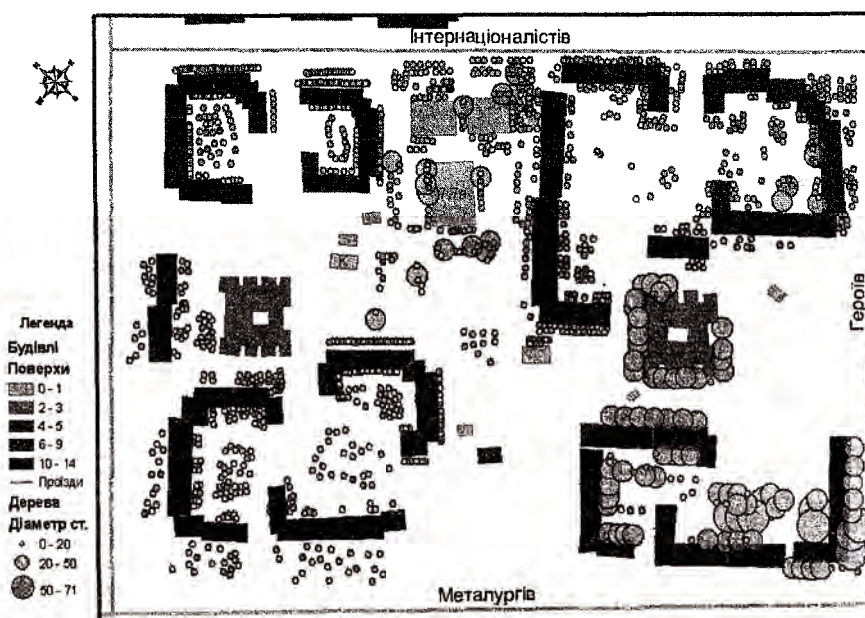 Інтернаціоналістів
Героїв
Легенда
Будівлі
Поверхи
0 - 1
2 - 3
4 - 5
6 - 9
10 - 14
Проїзди
Дерева
Діаметр ст.
0 - 20
20 - 50
50 - 71
Металургів